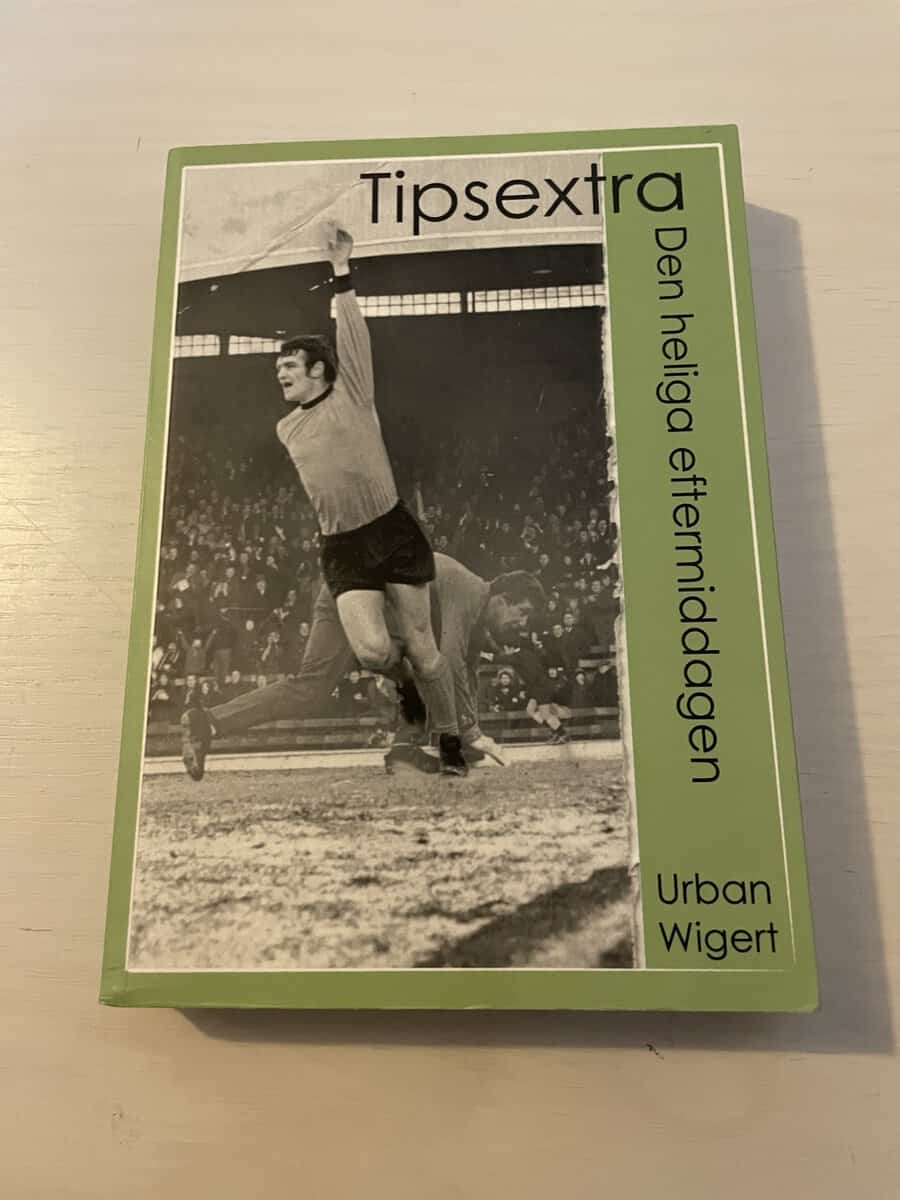 Tipsextra
Den heliga eftermiddagen
Urban
Wigert